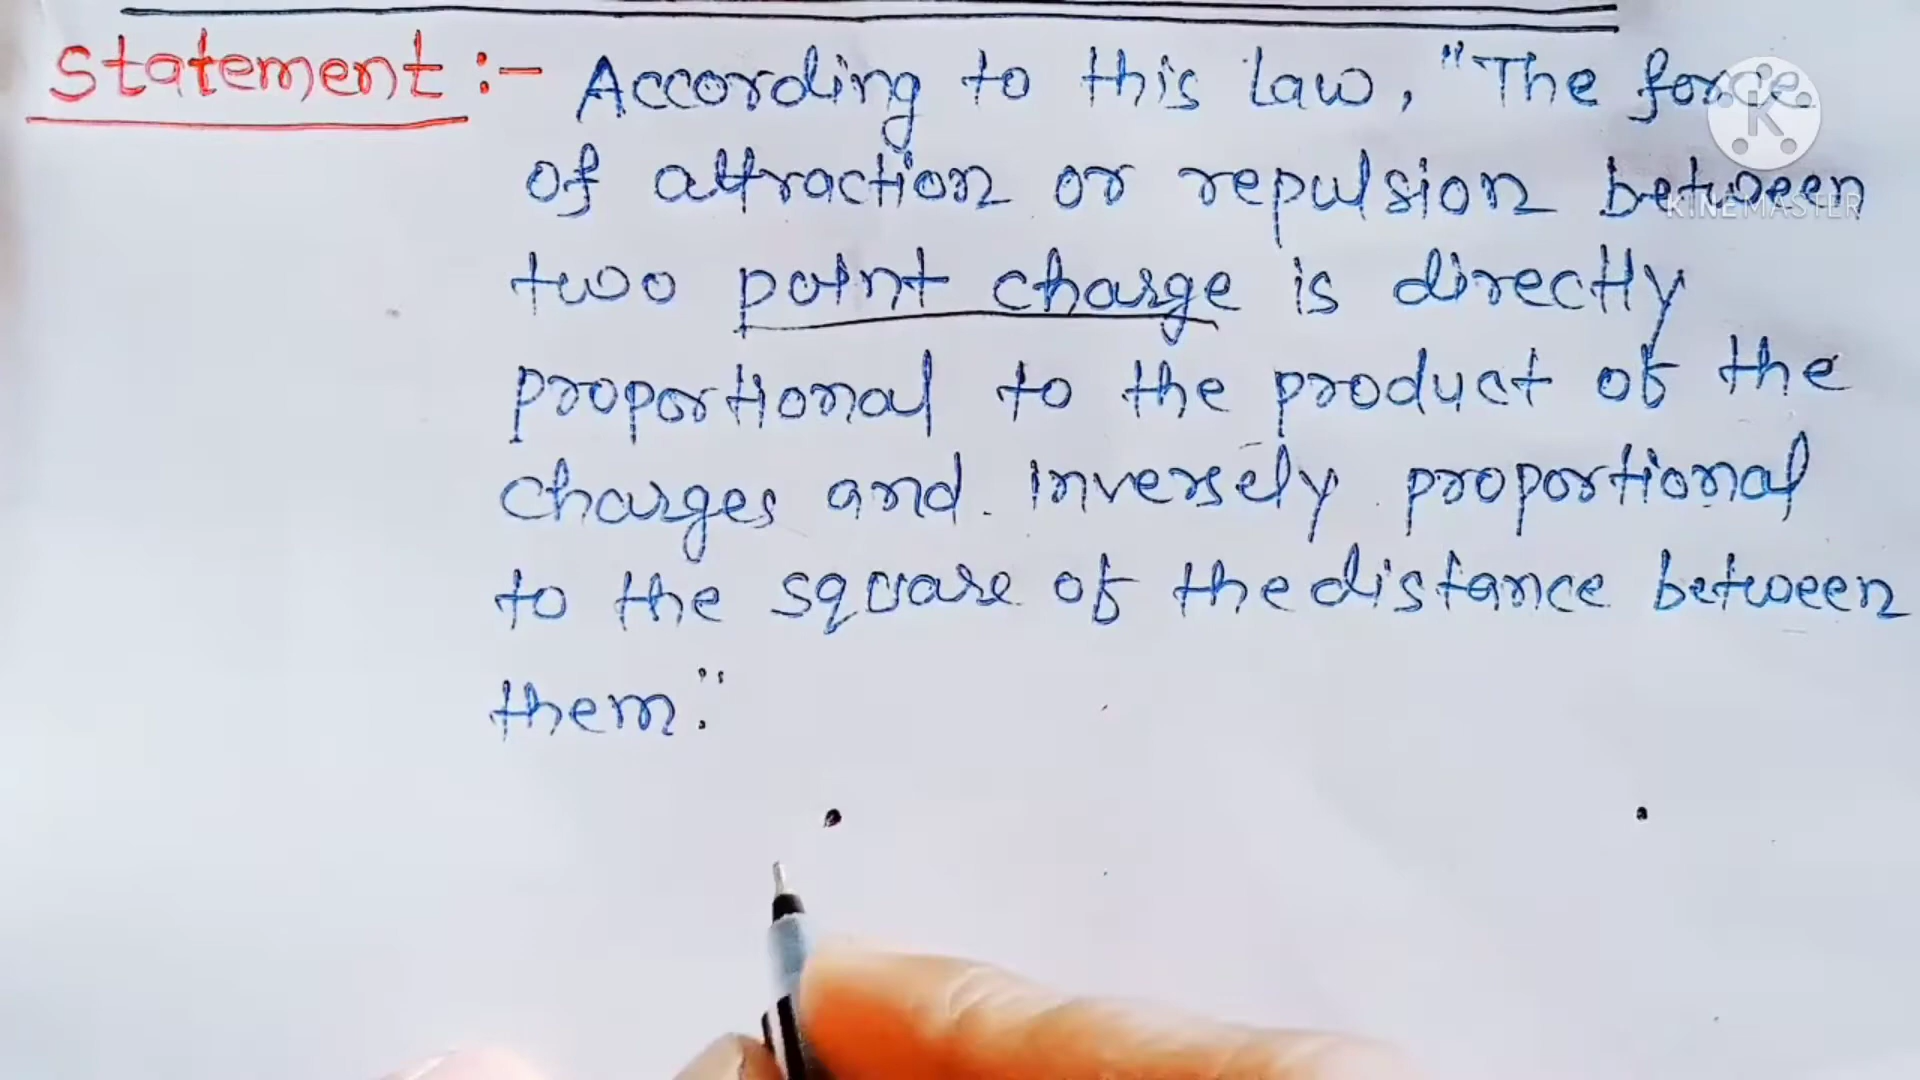 Statement :- According to this law, "The force
of attraction or repulsion between
two point charge is directly
proportional to the product of the
charges and inversely proportional
to the square of the distance between
them."
K
KINEMASTER